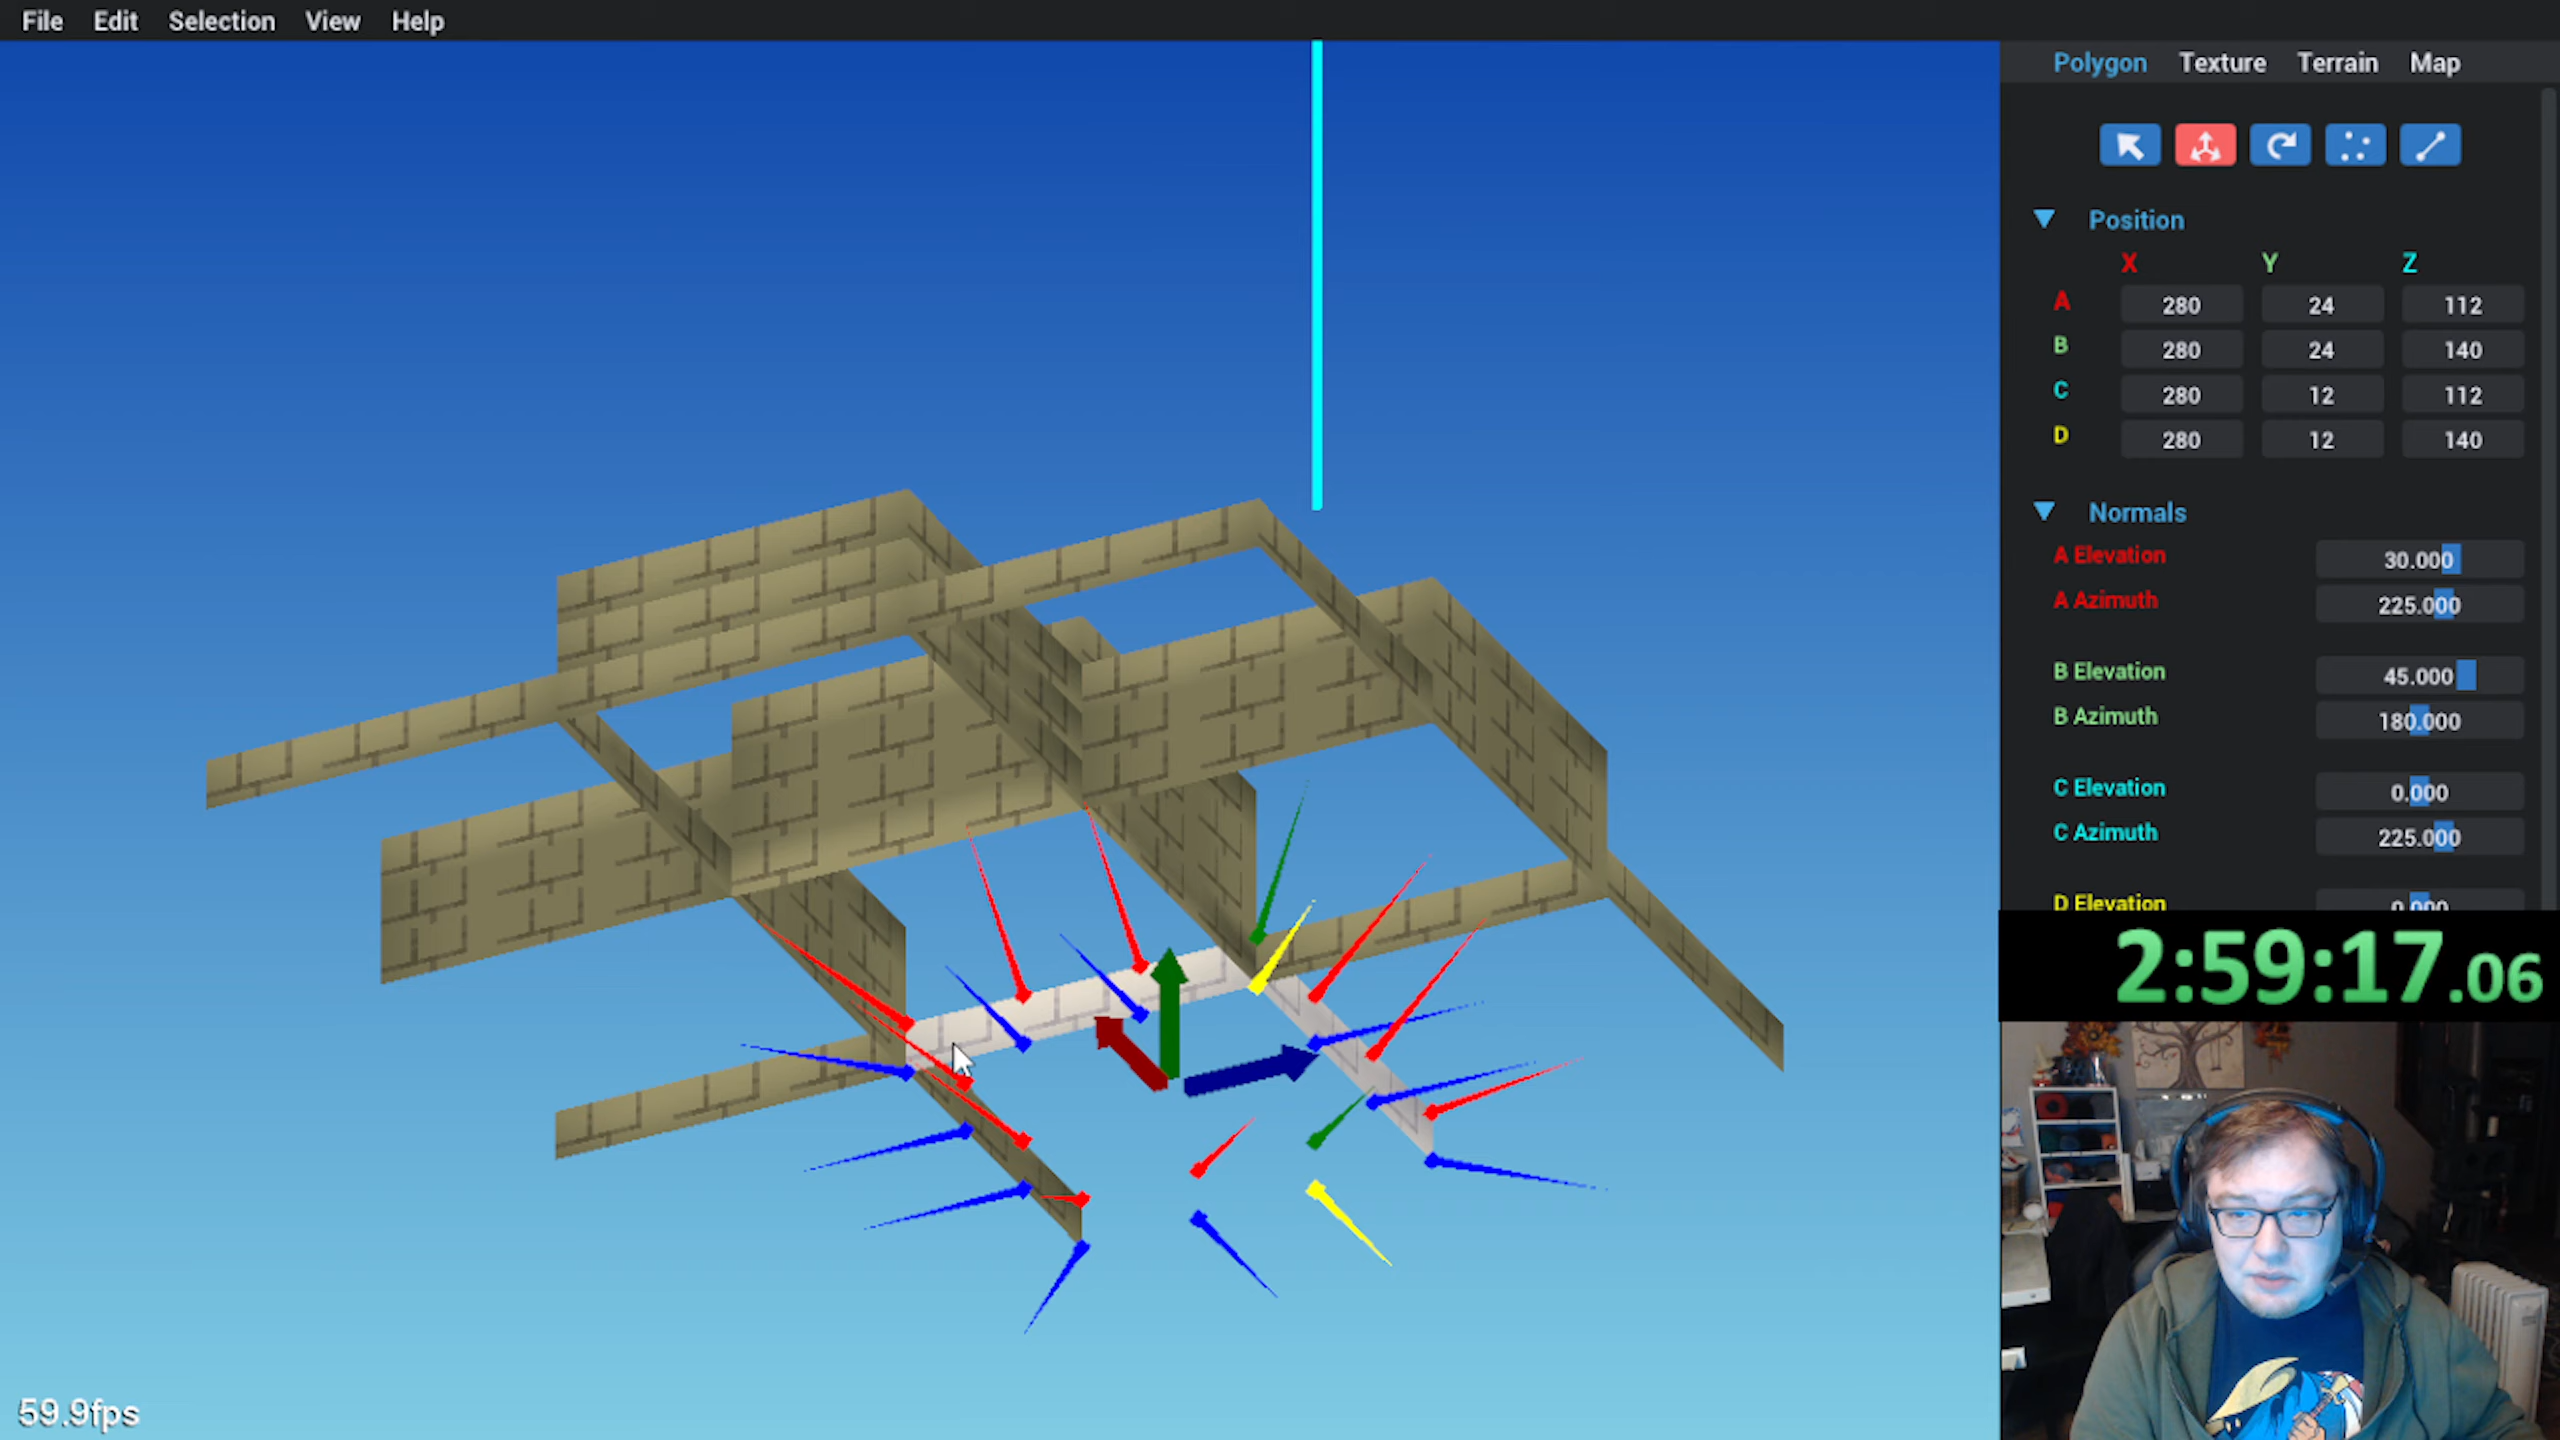 File Edit Selection View Help
Polygon Texture Terrain Map
Position
X Y Z
A 280 24 112
B 280 24 140
C 280 12 112
D 280 12 140
Normals
A Elevation 30.000
A Azimuth 225.000
B Elevation 45.000
B Azimuth 180.000
C Elevation 0.000
C Azimuth 225.000
D Elevation 0.000
2:59:17.06
59.9fps